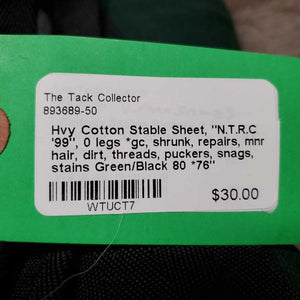 The Tack Collector
893689-50
Hvy Cotton Stable Sheet, "N.T.R.C
'99", 0 legs *gc, shrunk, repairs, mnr
hair, dirt, threads, puckers, snags,
stains Green/Black 80 *76"
$30.00
WTUCT7